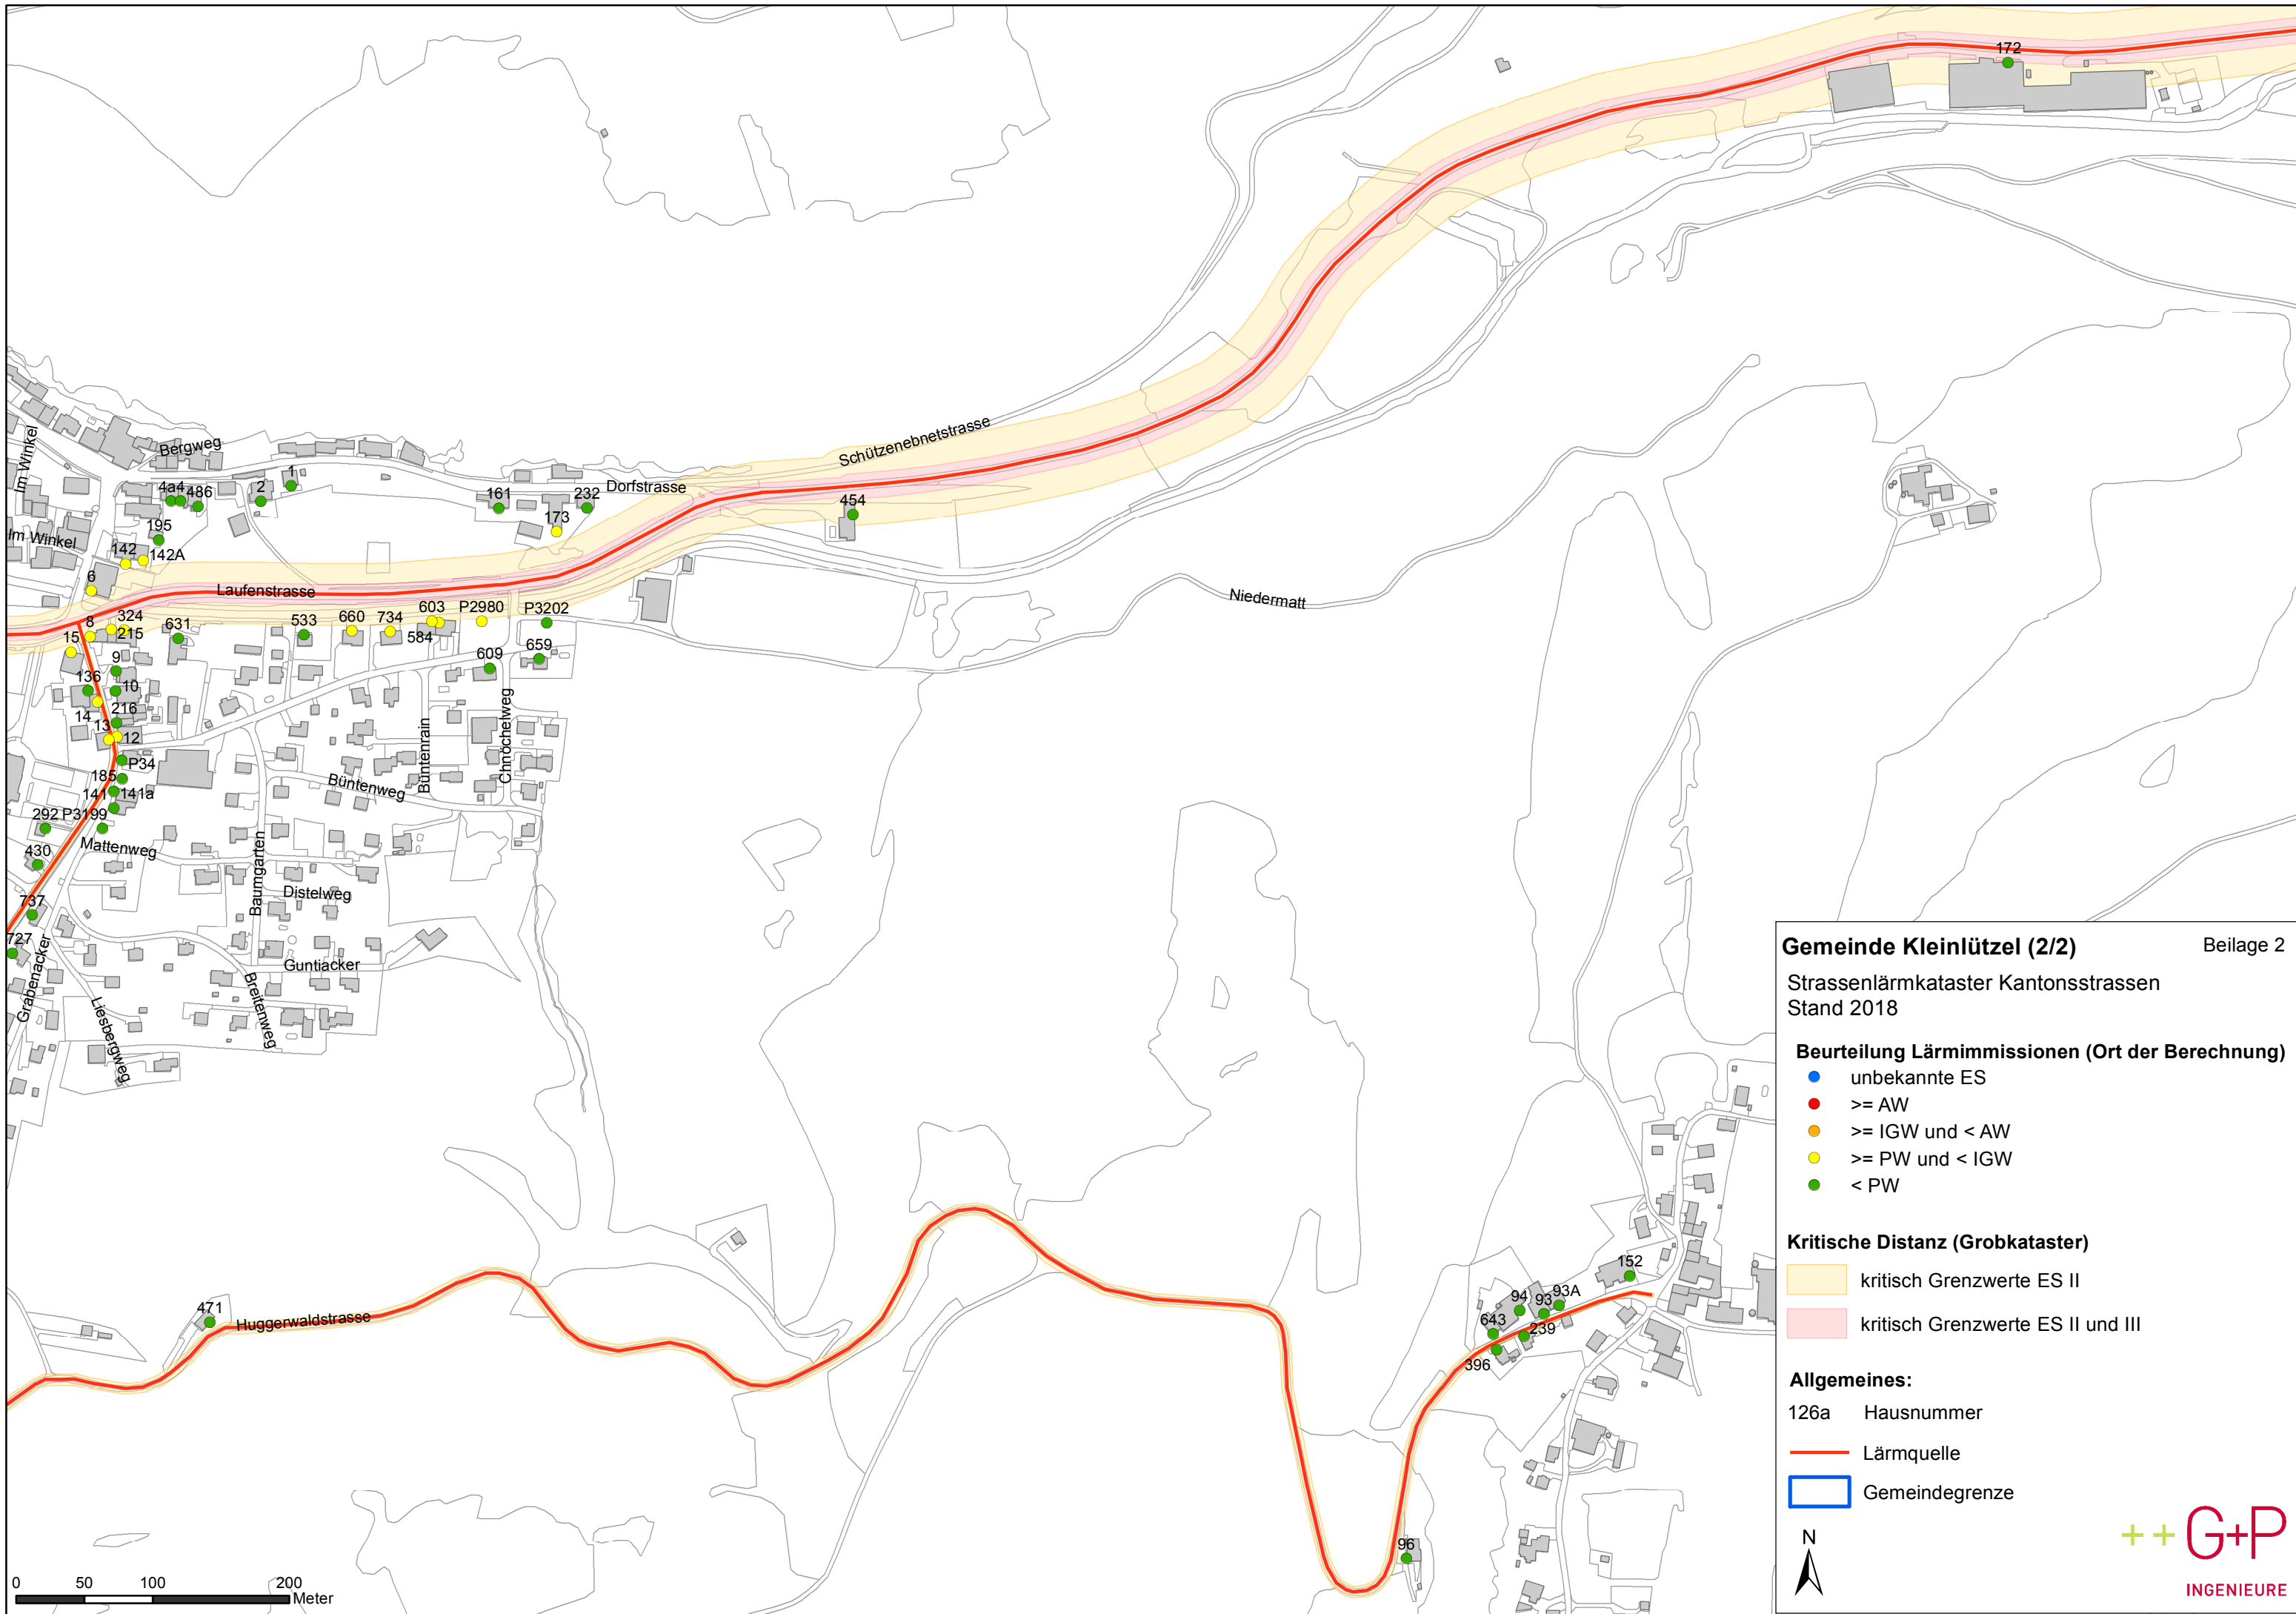 172
Im Winkel
Bergweg
4a4
486
2
1
161
173
232
Dorfstrasse
Schützenebnetstrasse
454
195
Im Winkel
142
142A
6
Laufenstrasse
8
324
15
215
631
533
660
734
603
584
P2980
P3202
Niedermatt
9
136
10
609
659
14
216
13
12
P34
185
141
141a
292
P3199
430
Mattenweg
Büntenweg
Büntenrain
Chnöchelweg
Baumgarten
Distelweg
737
727
Grabenacker
Guntiacker
Breitenweg
Liesbergweg
471
Huggerwaldstrasse
152
94
93
93A
643
239
396
96
0 50 100 200
Meter
Gemeinde Kleinlützel (2/2) Beilage 2
Strassenlärmkataster Kantonsstrassen
Stand 2018
Beurteilung Lärmimmissionen (Ort der Berechnung)
unbekannte ES
>= AW
>= IGW und < AW
>= PW und < IGW
< PW
Kritische Distanz (Grobkataster)
kritisch Grenzwerte ES II
kritisch Grenzwerte ES II und III
Allgemeines:
126a Hausnummer
Lärmquelle
Gemeindegrenze
N
++G+P
INGENIEURE